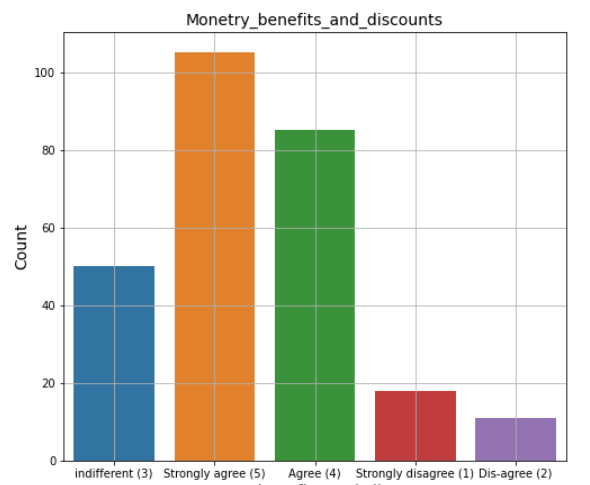 Monetry_benefits_and_discounts
100
80
60
40
20
0
Count
indifferent (3) Strongly agree (5) Agree (4) Strongly disagree (1) Dis-agree (2)